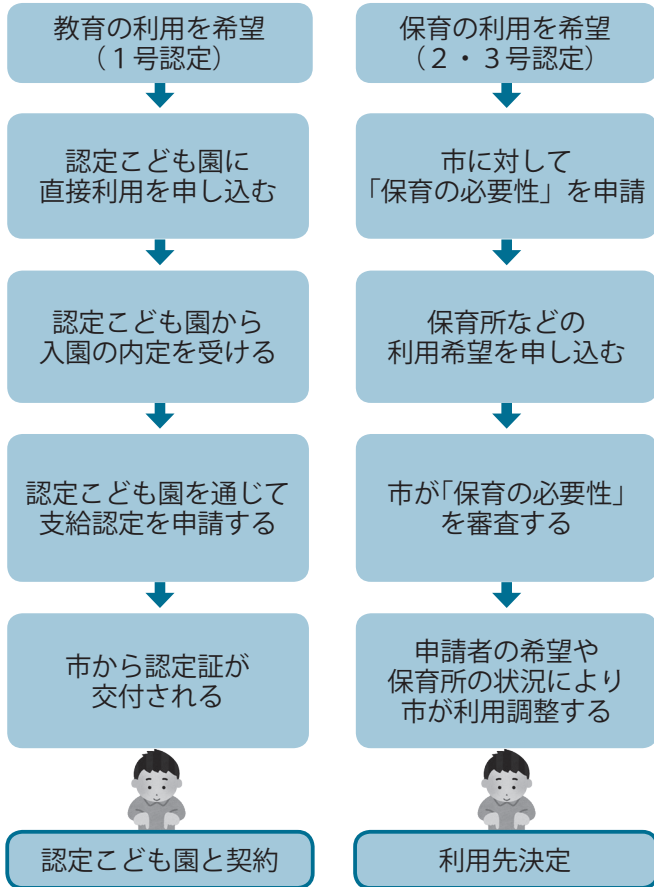 教育の利用を希望
（１号認定）
認定こども園に
直接利用を申し込む
認定こども園から
入園の内定を受ける
認定こども園を通じて
支給認定を申請する
市から認定証が
交付される
認定こども園と契約
保育の利用を希望
（２・３号認定）
市に対して
「保育の必要性」を申請
保育所などの
利用希望を申し込む
市が「保育の必要性」
を審査する
申請者の希望や
保育所の状況により
市が利用調整する
利用先決定